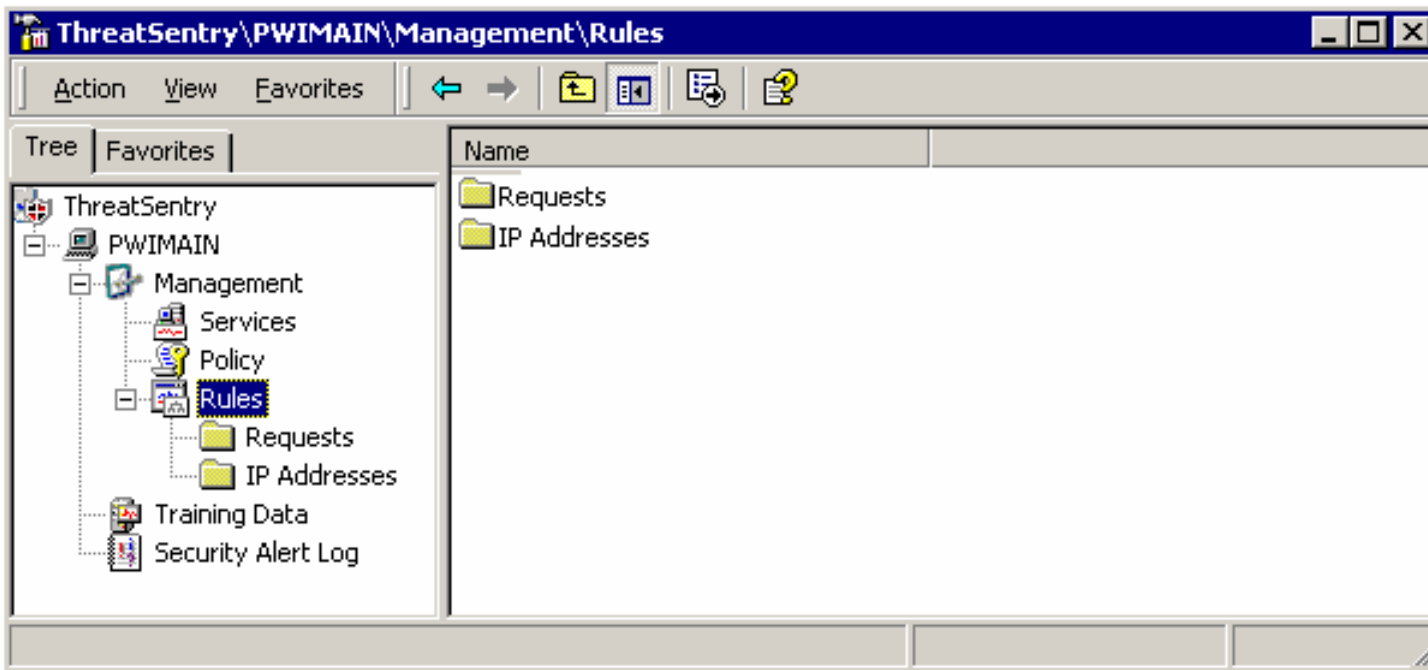 ThreatSentry\PWIMAIN\Management\Rules
Action View Favorites
Tree Favorites
ThreatSentry
PWIMAIN
Management
Services
Policy
Rules
Requests
IP Addresses
Training Data
Security Alert Log
Name
Requests
IP Addresses